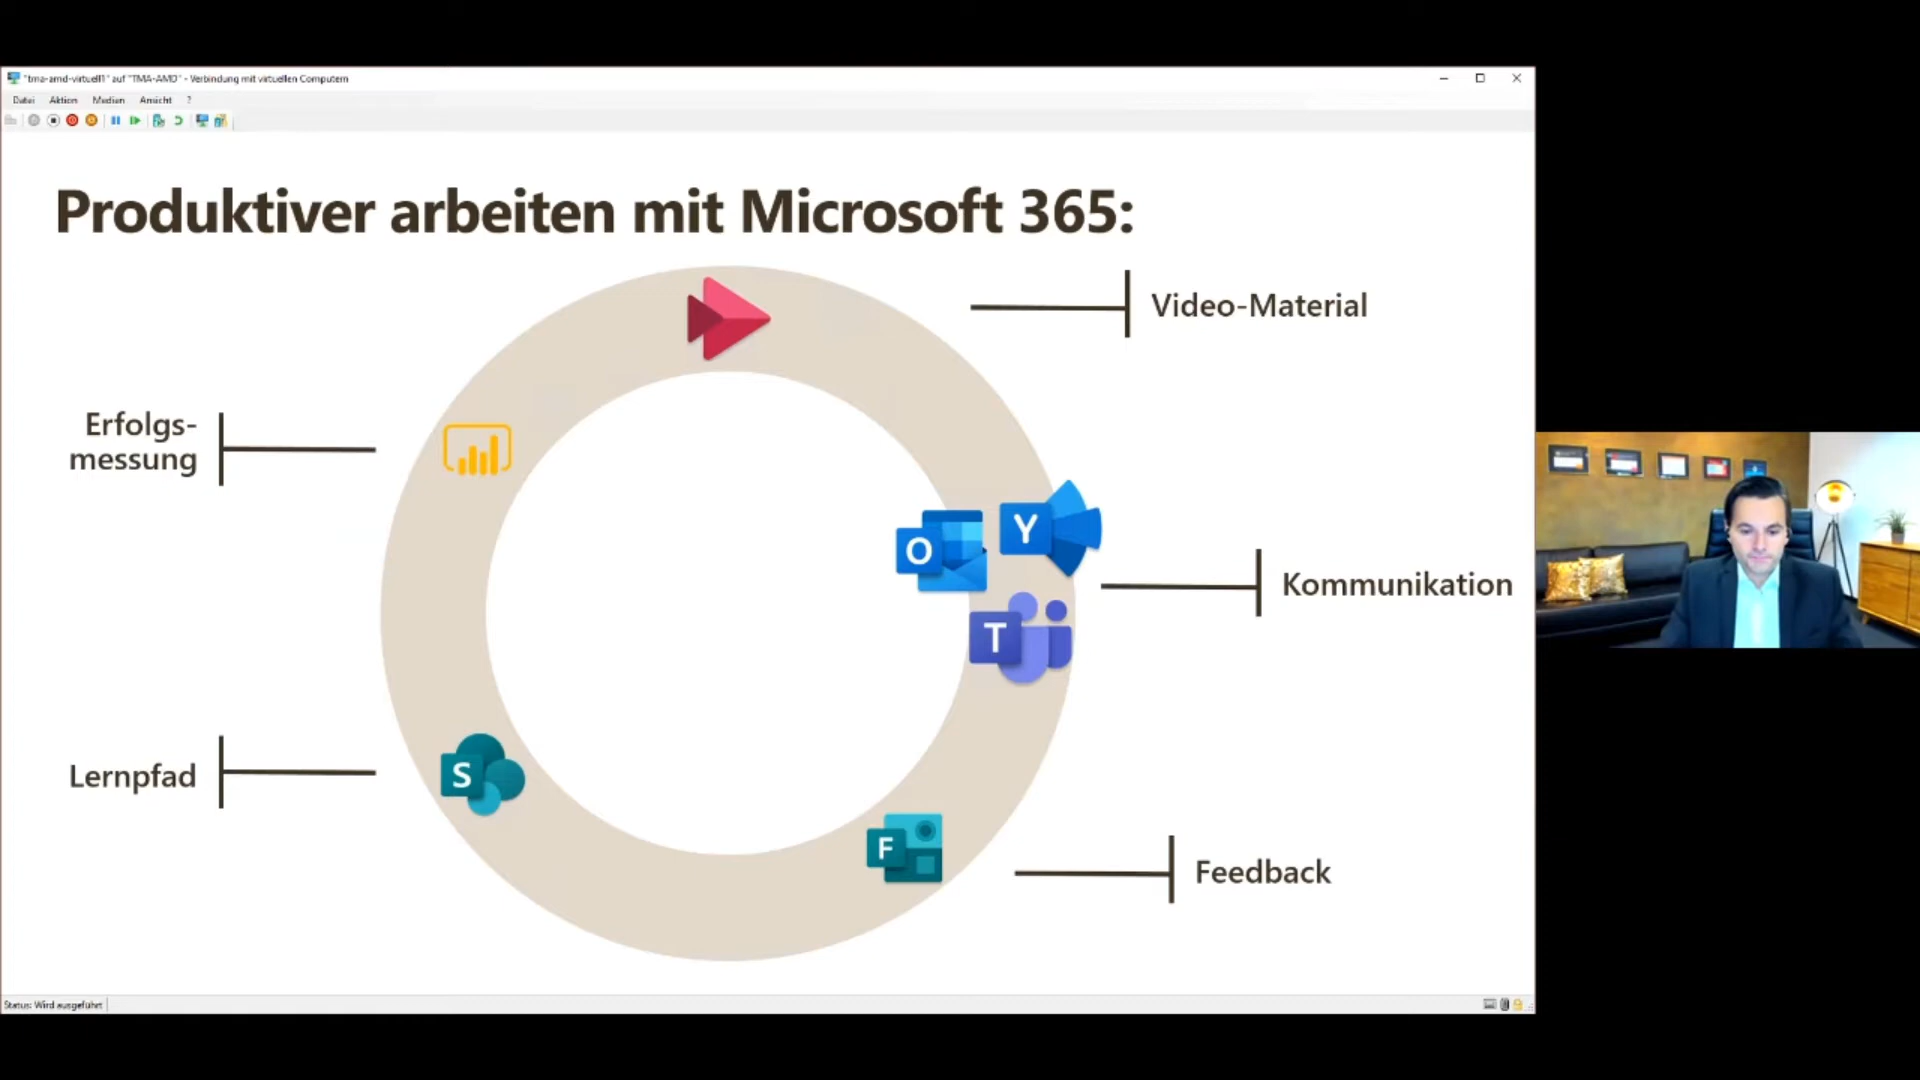 "tma-amd-virtuell1" auf "TMA-AMD" - Verbindung mit virtuellen Computern
Datei Aktion Medien Ansicht ?
Produktiver arbeiten mit Microsoft 365:
Video-Material
Erfolgs-
messung
O
Y
Kommunikation
T
Lernpfad
S
F
Feedback
Status: Wird ausgeführt